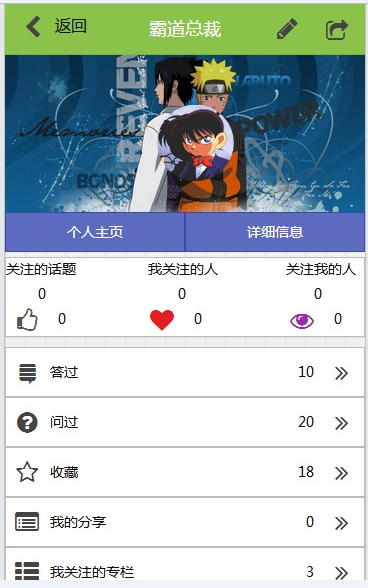 返回 霸道总裁
NARUTO
REVEN
Memories
POWER
BCNOS
个人主页 详细信息
关注的话题 我关注的人 关注我的人
0 0 0
0 0 0
答过 10
问过 20
收藏 18
我的分享 0
我关注的专栏 3